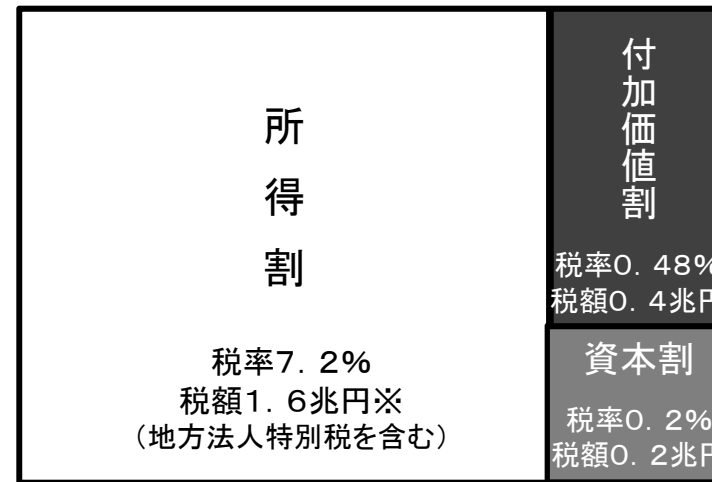 所得割
税率7．2%
税額1．6兆円※
（地方法人特別税を含む）
付加価値割
税率0．48%
税額0．4兆円
資本割
税率0．2%
税額0．2兆円